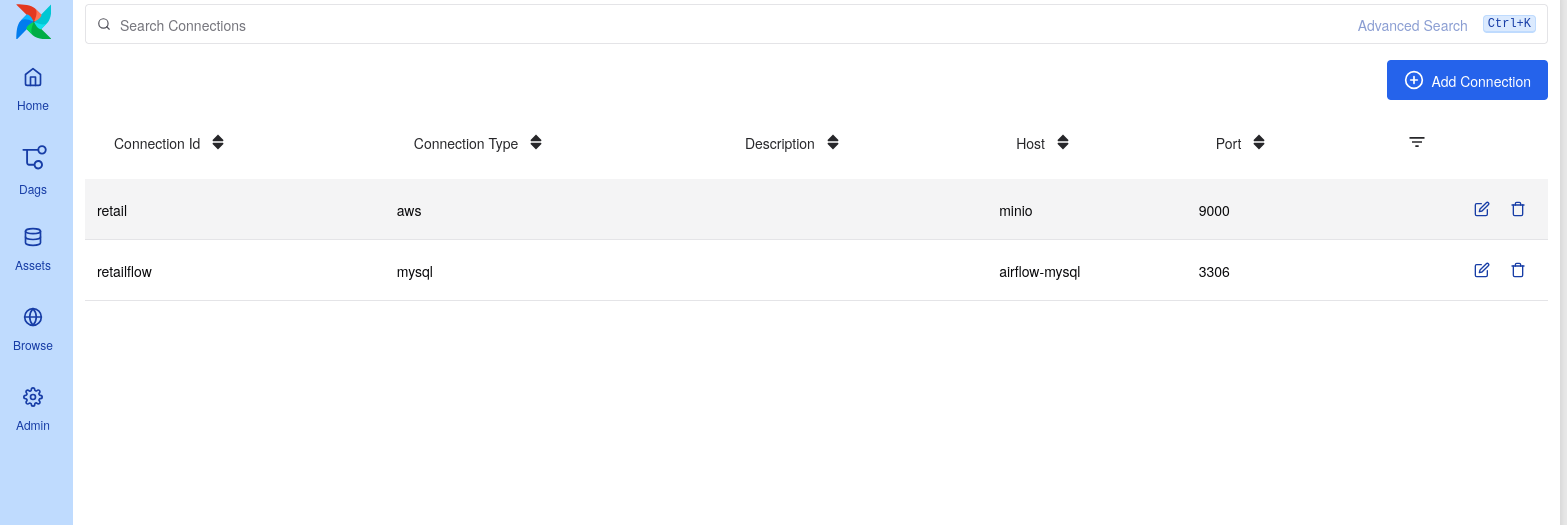 Search Connections Advanced Search Ctrl+K
Home
Add Connection
Connection Id Connection Type Description Host Port
Dags
retail aws minio 9000
Assets
retailflow mysql airflow-mysql 3306
Browse
Admin